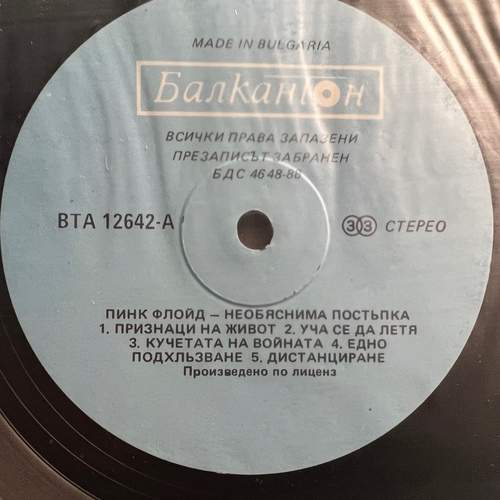 MADE IN BULGARIA
Балкантон
ВСИЧКИ ПРАВА ЗАПАЗЕНИ
ПРЕЗАПИСЪТ ЗАБРАНЕН
БДС 4648-86
ВТА 12642-А
33 СТЕРЕО
ПИНК ФЛОЙД – НЕОБЯСНИМА ПОСТЪПКА
1. ПРИЗНАЦИ НА ЖИВОТ 2. УЧА СЕ ДА ЛЕТЯ
3. КУЧЕТАТА НА ВОЙНАТА 4. ЕДНО
ПОДХЛЪЗВАНЕ 5. ДИСТАНЦИРАНЕ
Произведено по лиценз